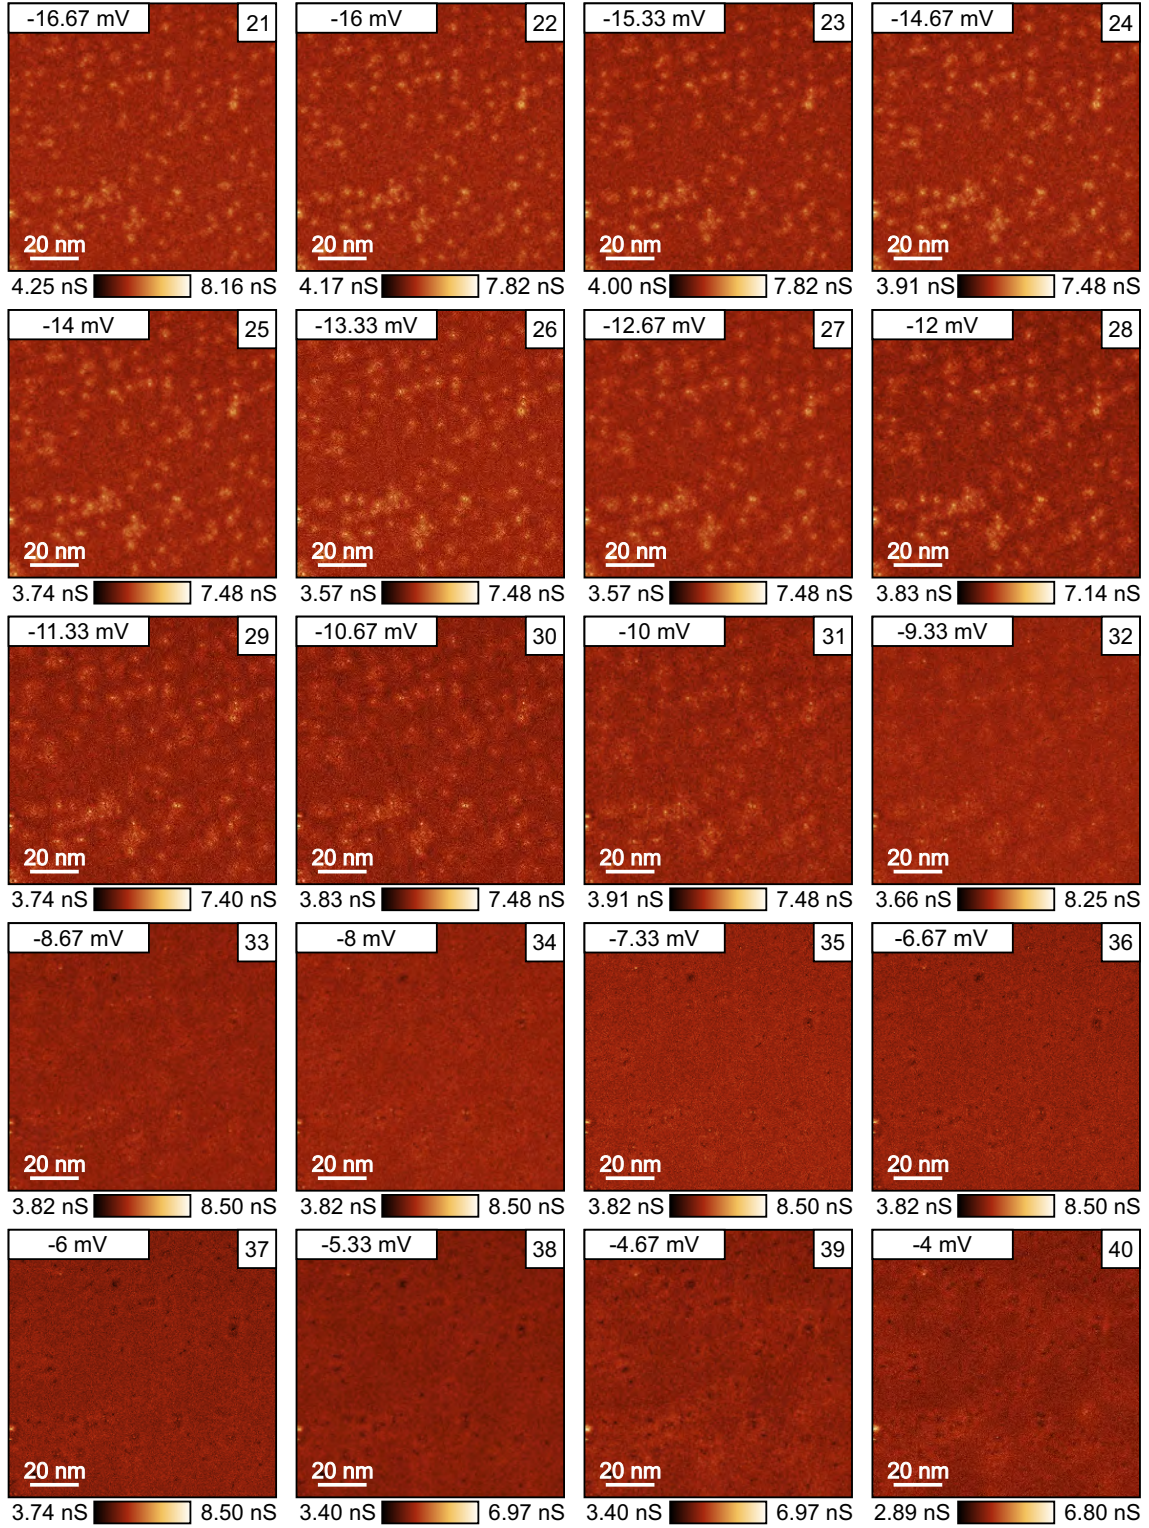 -16.67 mV 21 -16 mV 22 -15.33 mV 23 -14.67 mV 24
20 nm 20 nm 20 nm 20 nm
4.25 nS 8.16 nS 4.17 nS 7.82 nS 4.00 nS 7.82 nS 3.91 nS 7.48 nS
-14 mV 25 -13.33 mV 26 -12.67 mV 27 -12 mV 28
20 nm 20 nm 20 nm 20 nm
3.74 nS 7.48 nS 3.57 nS 7.48 nS 3.57 nS 7.48 nS 3.83 nS 7.14 nS
-11.33 mV 29 -10.67 mV 30 -10 mV 31 -9.33 mV 32
20 nm 20 nm 20 nm 20 nm
3.74 nS 7.40 nS 3.83 nS 7.48 nS 3.91 nS 7.48 nS 3.66 nS 8.25 nS
-8.67 mV 33 -8 mV 34 -7.33 mV 35 -6.67 mV 36
20 nm 20 nm 20 nm 20 nm
3.82 nS 8.50 nS 3.82 nS 8.50 nS 3.82 nS 8.50 nS 3.82 nS 8.50 nS
-6 mV 37 -5.33 mV 38 -4.67 mV 39 -4 mV 40
20 nm 20 nm 20 nm 20 nm
3.74 nS 8.50 nS 3.40 nS 6.97 nS 3.40 nS 6.97 nS 2.89 nS 6.80 nS